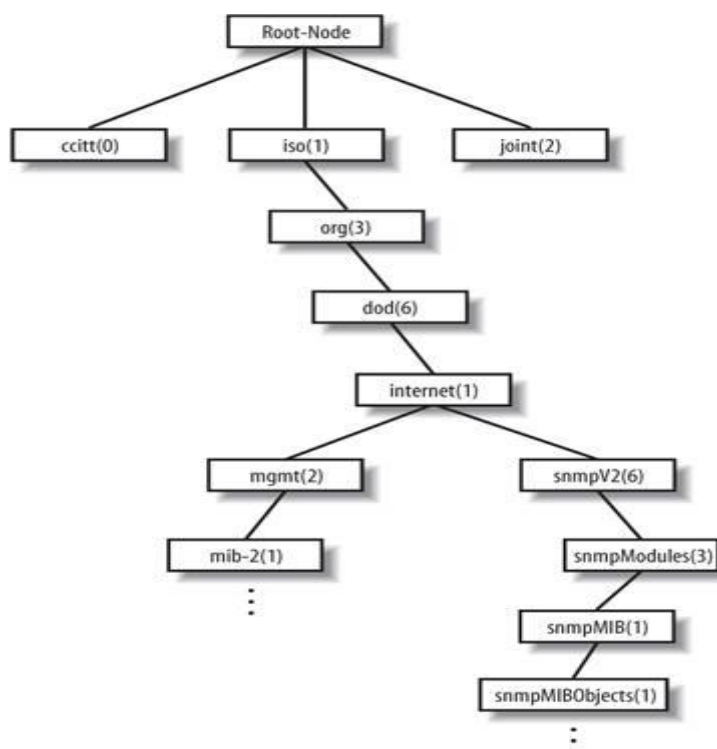 Root-Node
ccitt(0)
iso(1)
joint(2)
org(3)
dod(6)
internet(1)
mgmt(2)
snmpV2(6)
mib-2(1)
snmpModules(3)
snmpMIB(1)
snmpMIBObjects(1)